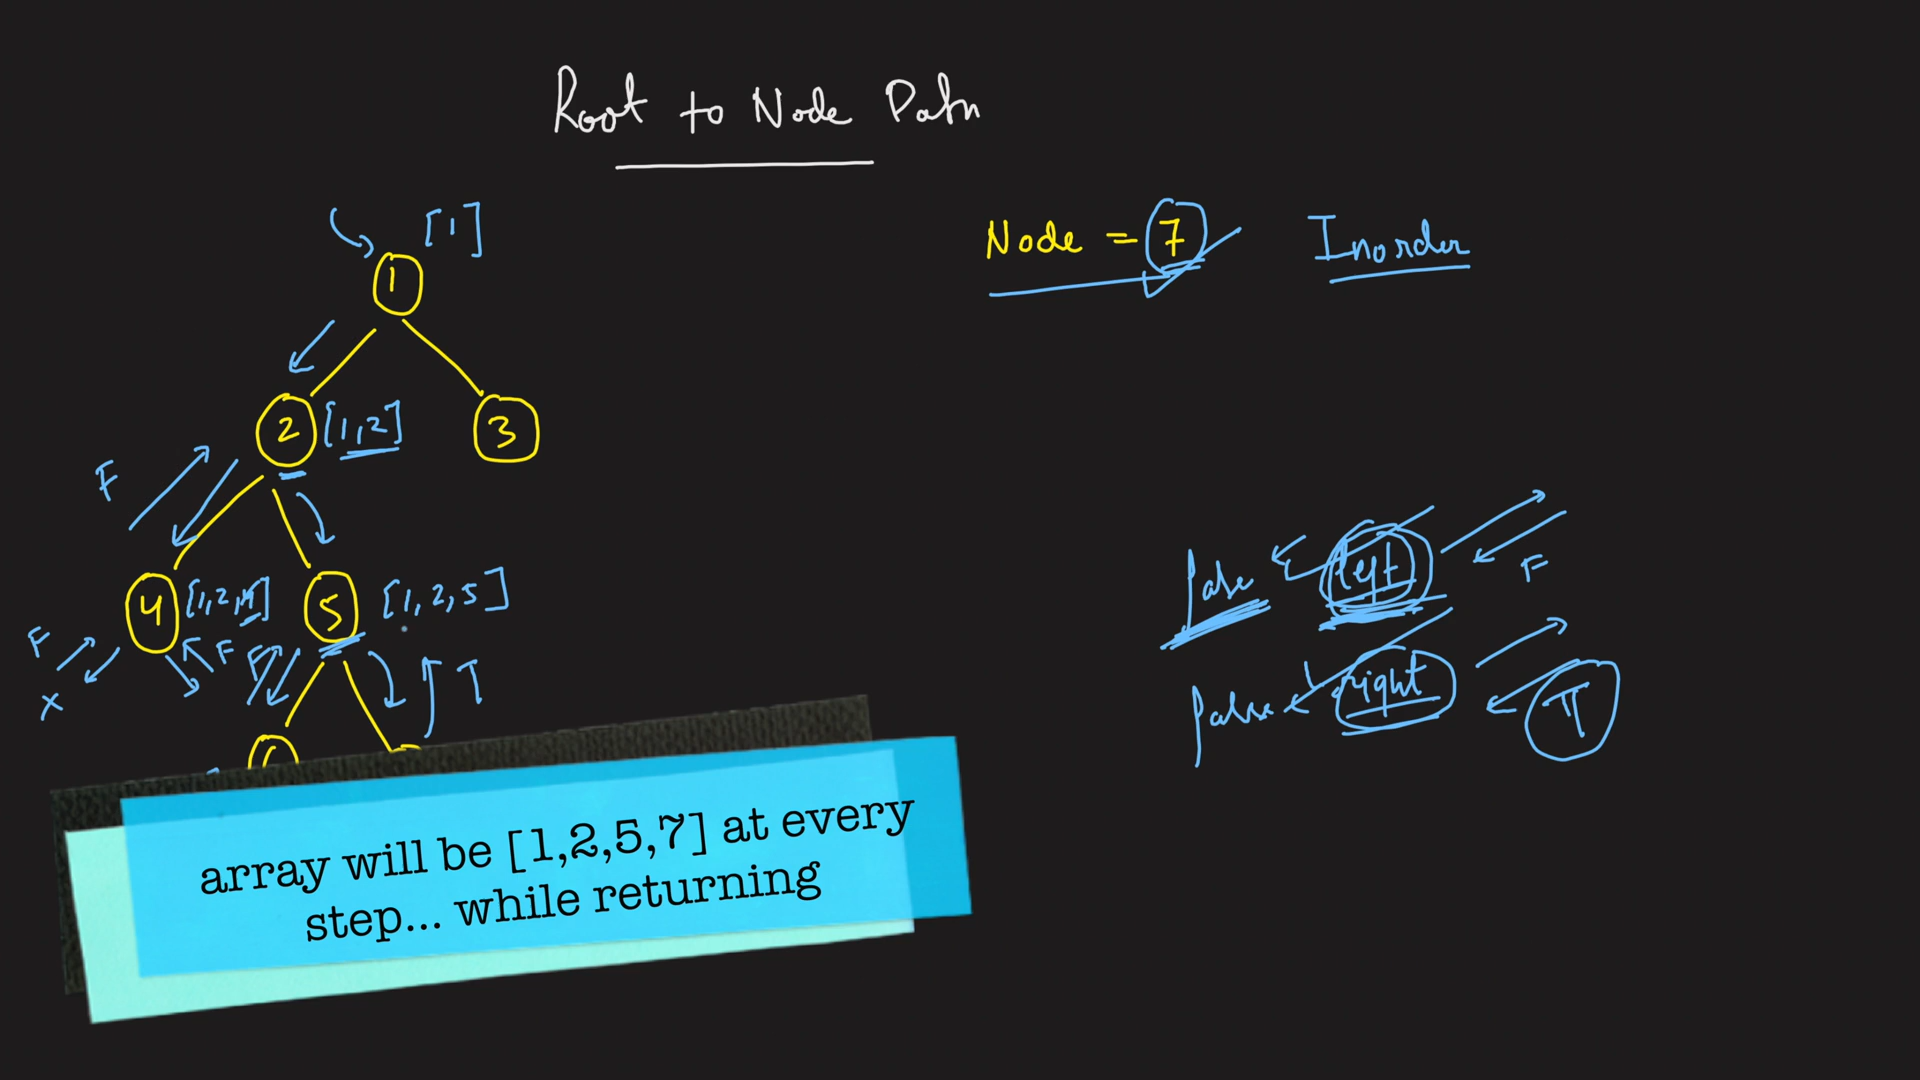 Root to Node Path
[1]
Node = 7
Inorder
1
2
[1,2]
3
F
4
[1,2,4]
5
[1,2,5]
F
F
F
T
x
false
left
F
false
right
T
array will be [1,2,5,7] at every
step... while returning